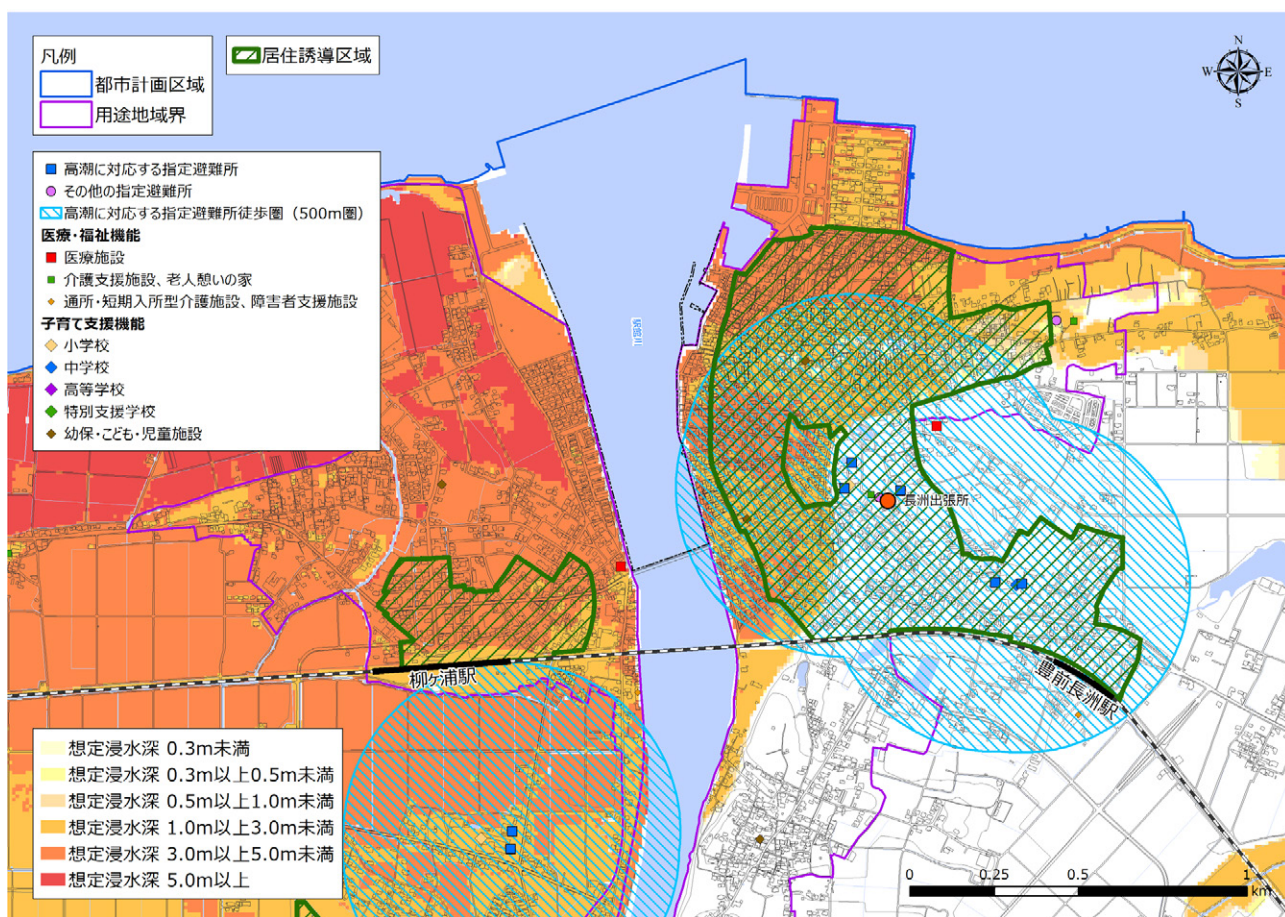 凡例
都市計画区域
用途地域界
居住誘導区域
N
W
E
S
高潮に対応する指定避難所
その他の指定避難所
高潮に対応する指定避難所徒歩圏（500m圏）
医療・福祉機能
医療施設
介護支援施設、老人憩いの家
通所・短期入所型介護施設、障害者支援施設
子育て支援機能
小学校
中学校
高等学校
特別支援学校
幼保・こども・児童施設
駅館川
長洲出張所
柳ヶ浦駅
豊前長洲駅
想定浸水深 0.3m未満
想定浸水深 0.3m以上0.5m未満
想定浸水深 0.5m以上1.0m未満
想定浸水深 1.0m以上3.0m未満
想定浸水深 3.0m以上5.0m未満
想定浸水深 5.0m以上
0 0.25 0.5 1
km